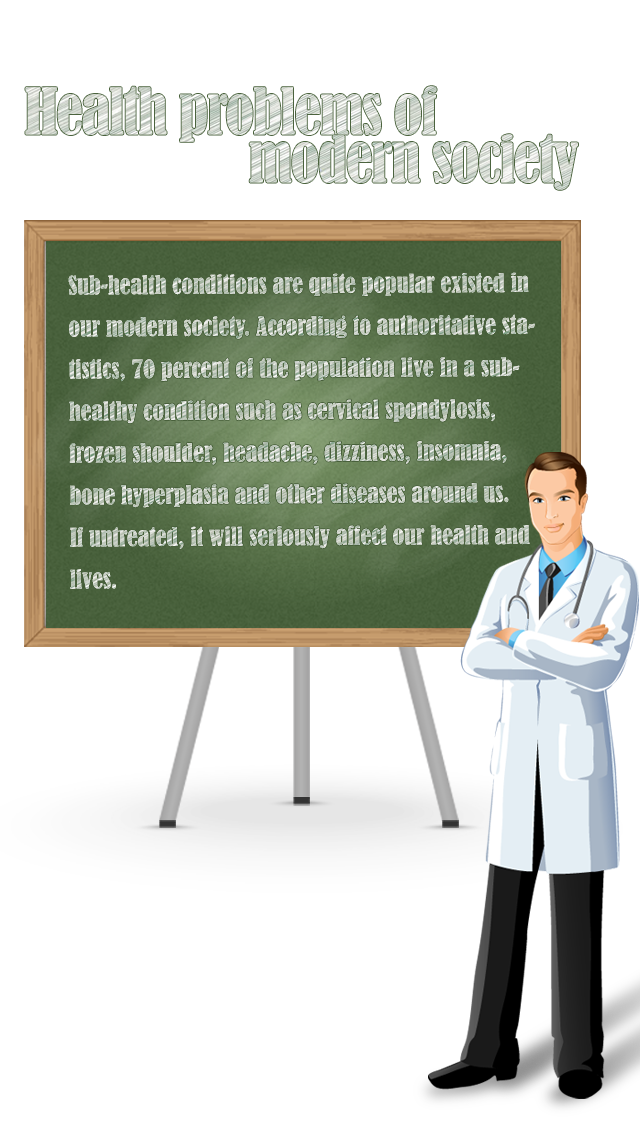 Health problems of
modern society
Sub-health conditions are quite popular existed in
our modern society. According to authoritative sta-
tistics, 70 percent of the population live in a sub-
healthy condition such as cervical spondylosis,
frozen shoulder, headache, dizziness, insomnia,
bone hyperplasia and other diseases around us.
If untreated, it will seriously affect our health and
lives.